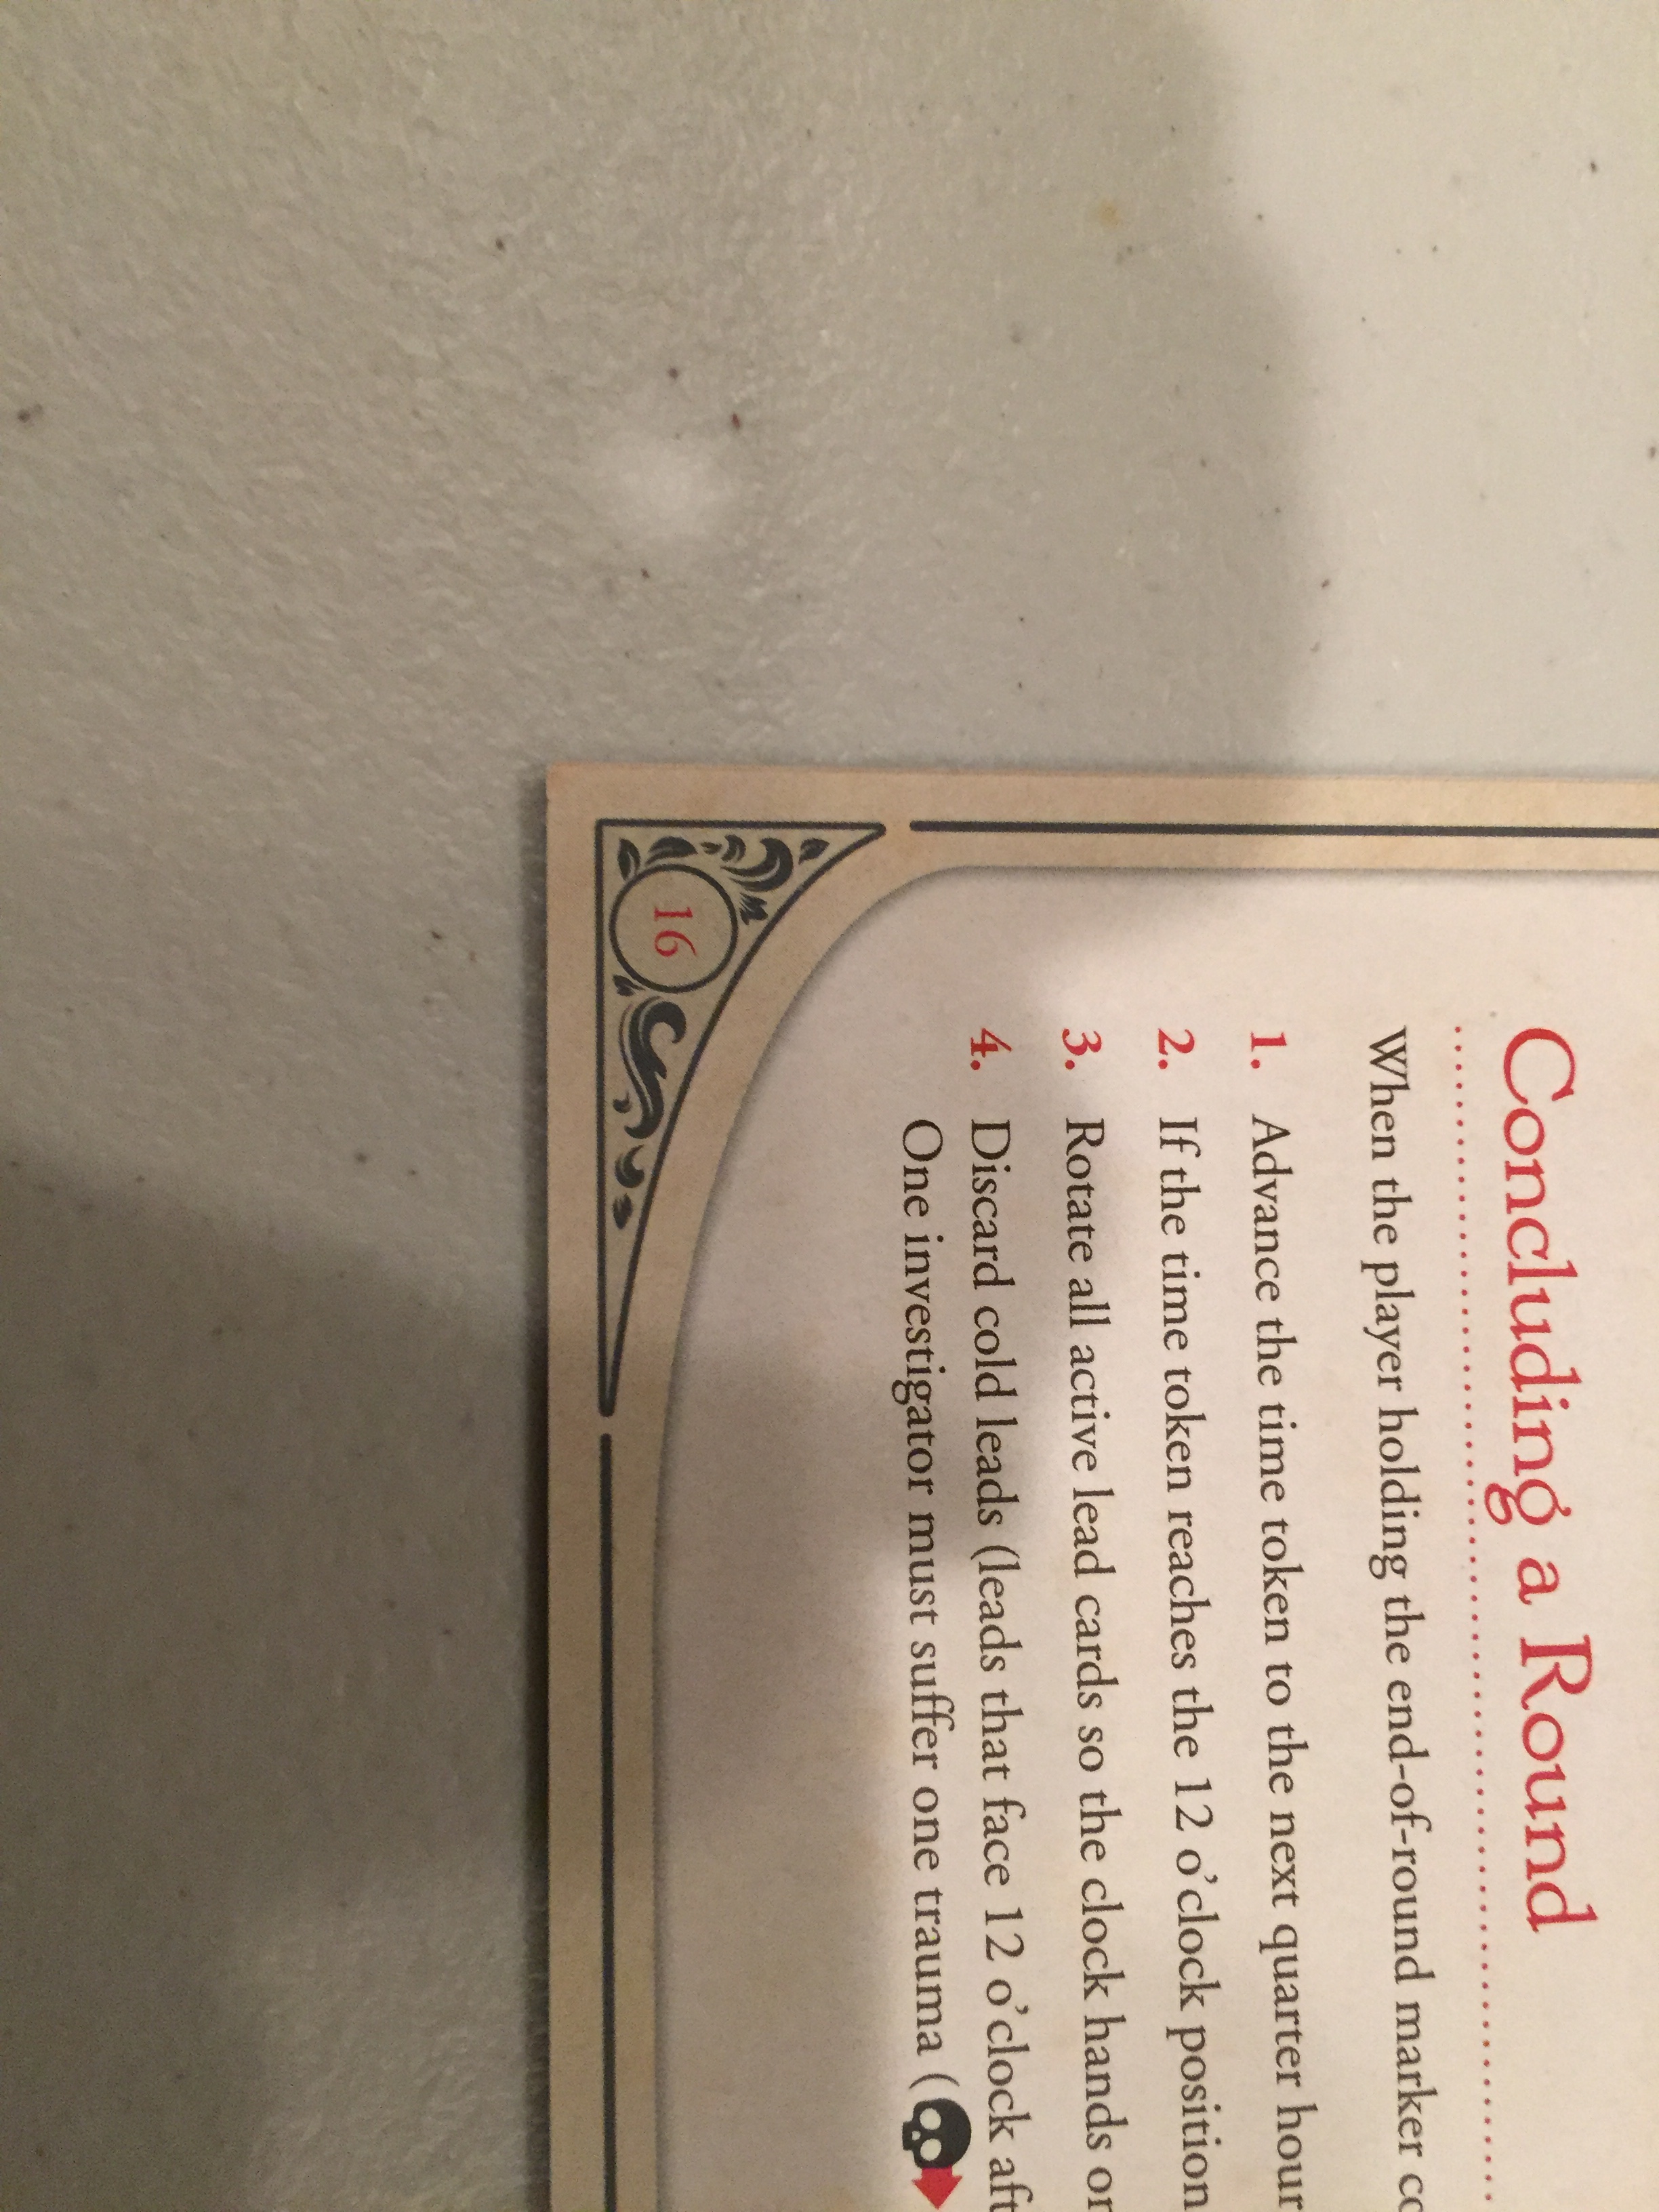 Concluding a Round
When the player holding the end-of-round marker
1. Advance the time token to the next quarter hour
2. If the time token reaches the 12 o'clock position
3. Rotate all active lead cards so the clock hands
4. Discard cold leads (leads that face 12 o'clock
One investigator must suffer one trauma (
16